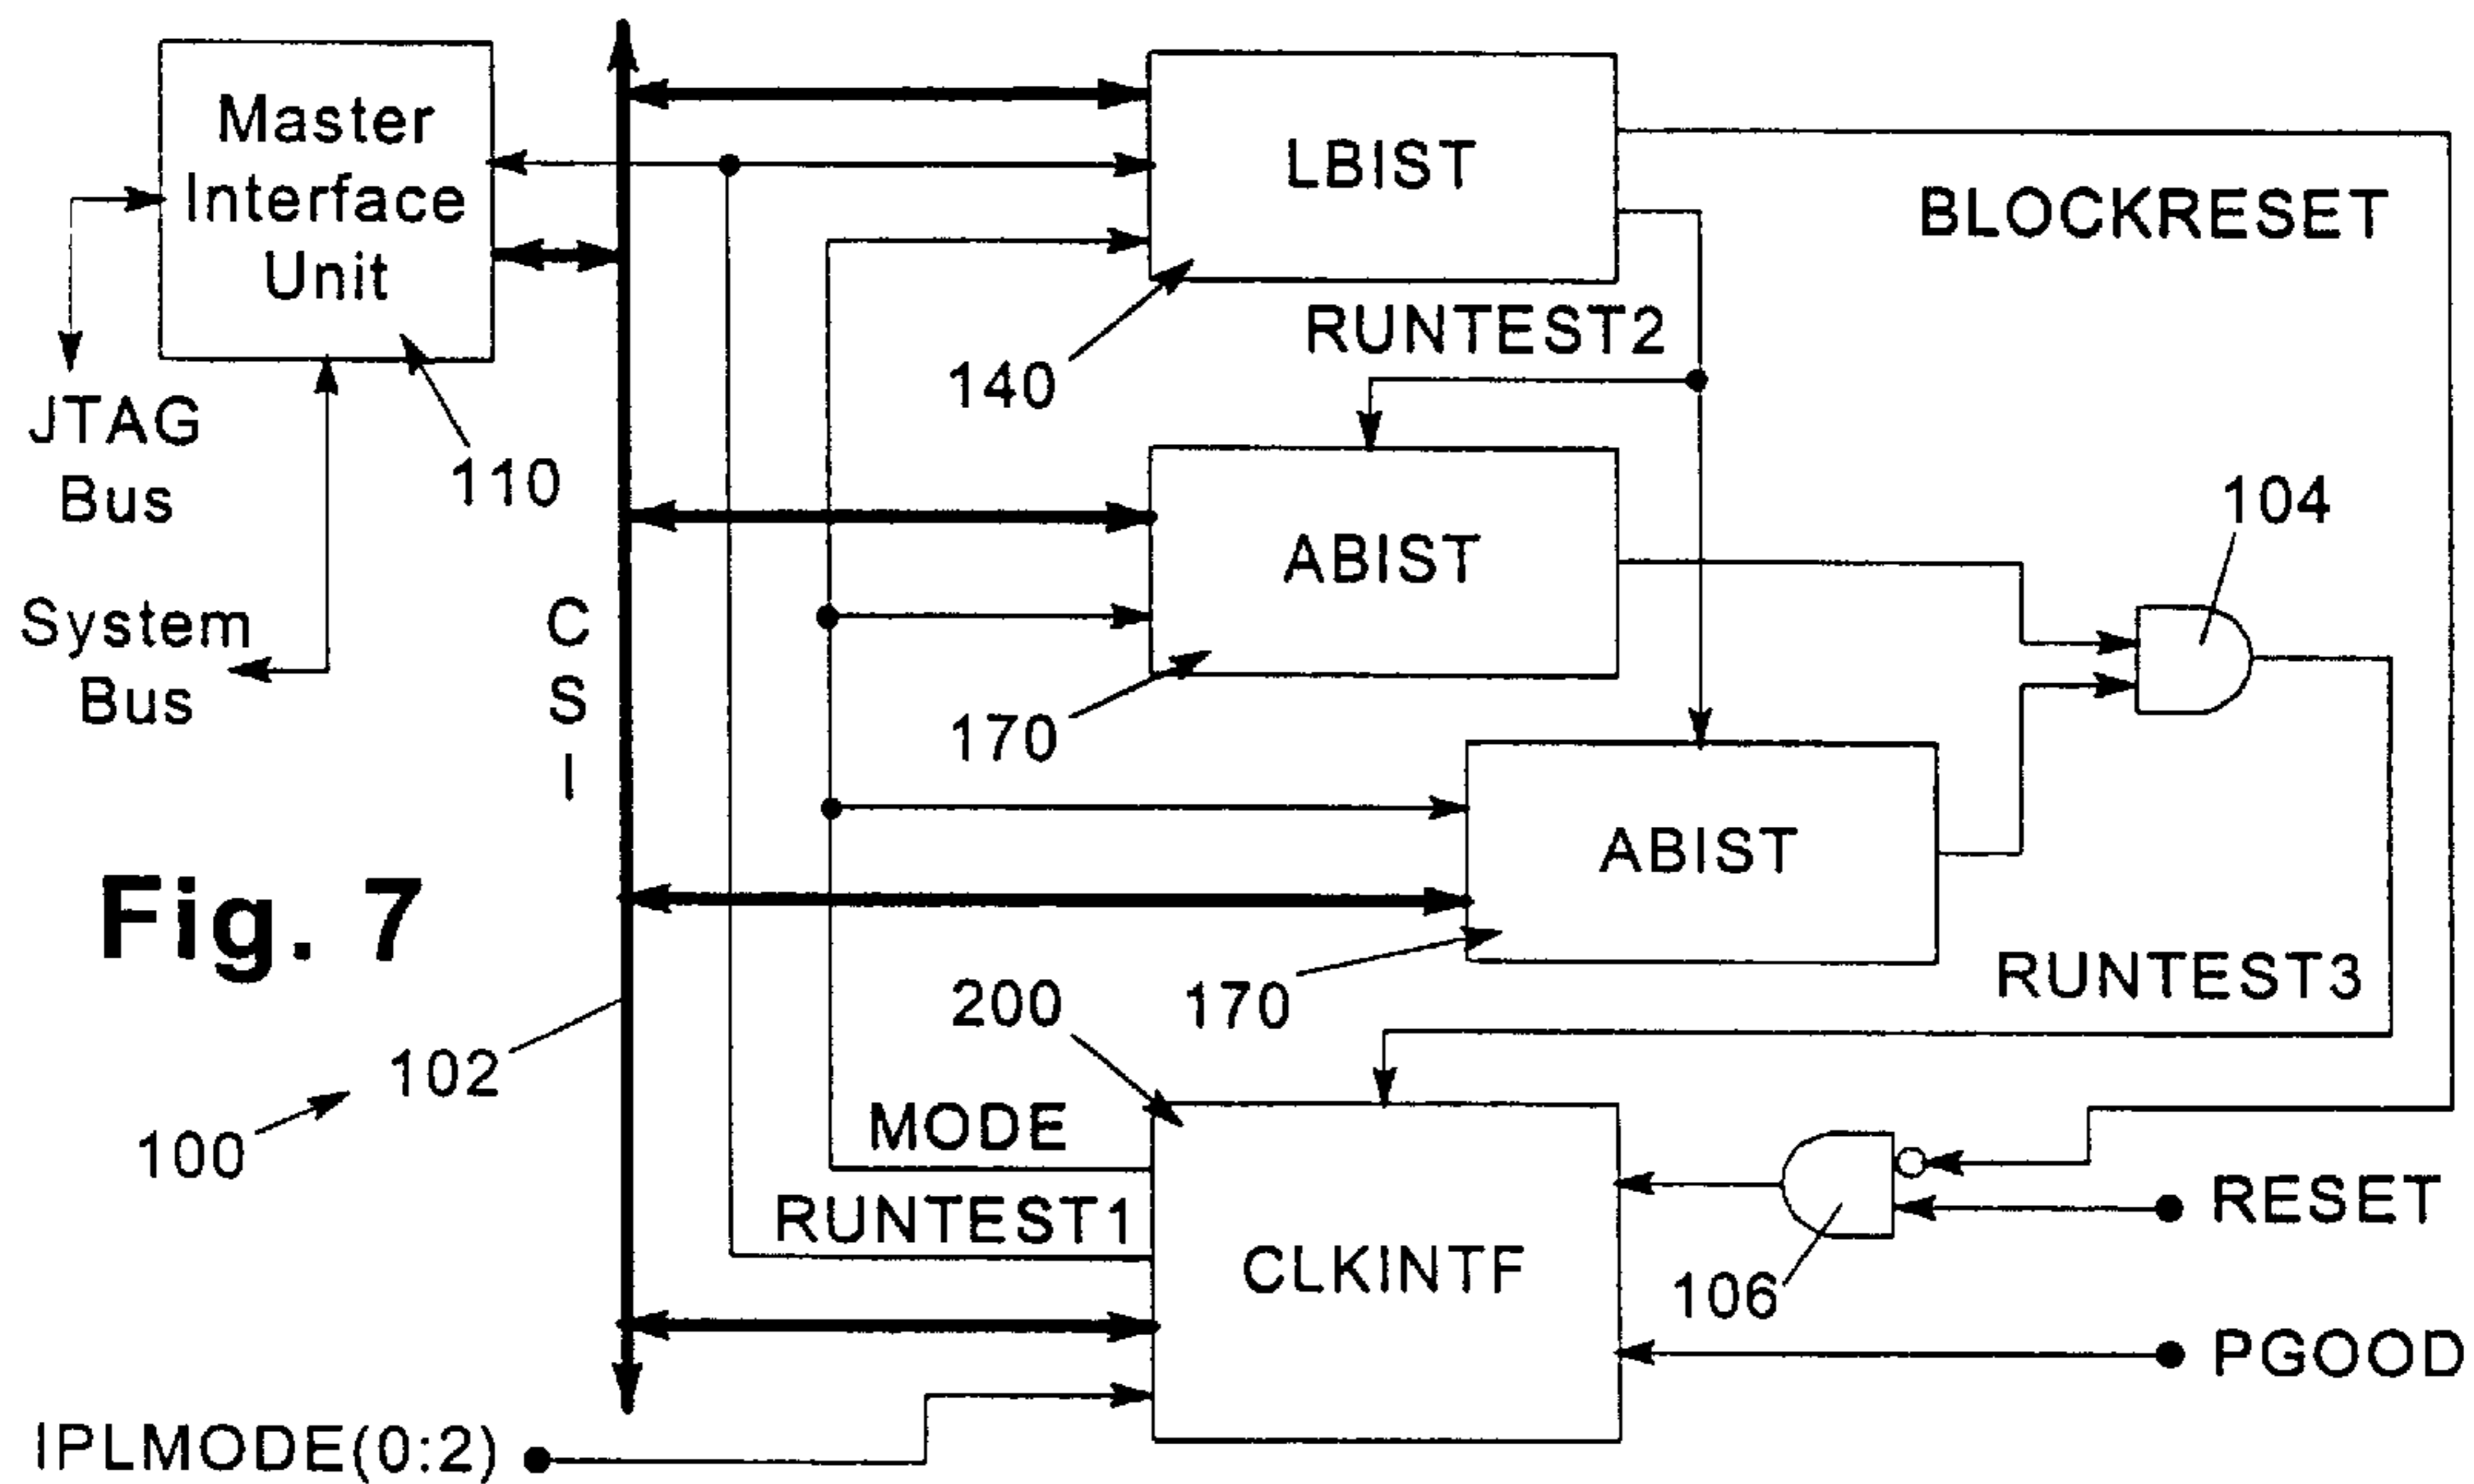 Master
Interface
Unit
LBIST
BLOCKRESET
RUNTEST2
140
JTAG
Bus
110
104
ABIST
System
Bus
C
S
I
170
ABIST
Fig. 7
RUNTEST3
200
170
102
100
MODE
RUNTEST1
RESET
CLKINTF
106
PGOOD
IPLMODE(0:2)